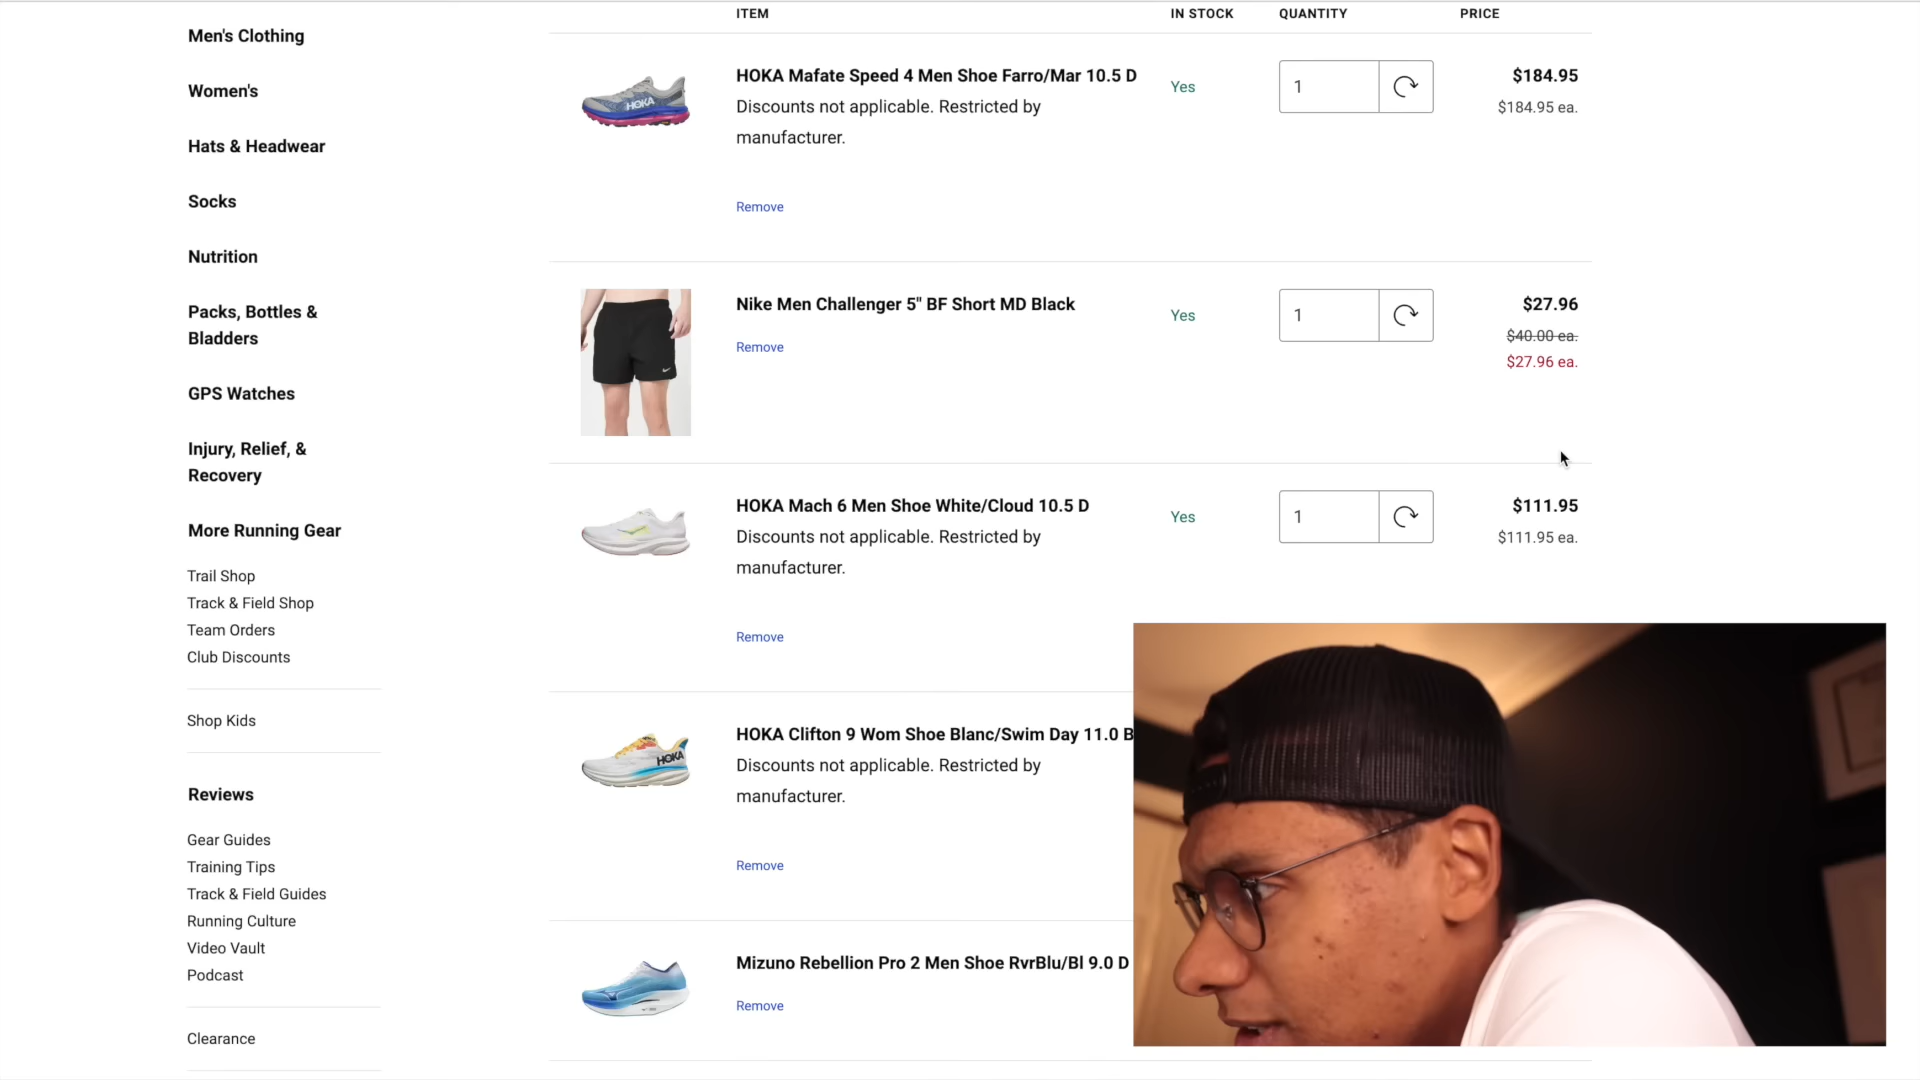 ITEM IN STOCK QUANTITY PRICE
Men's Clothing
Women's
Hats & Headwear
Socks
Nutrition
Packs, Bottles &
Bladders
GPS Watches
Injury, Relief, &
Recovery
More Running Gear
Trail Shop
Track & Field Shop
Team Orders
Club Discounts
Shop Kids
Reviews
Gear Guides
Training Tips
Track & Field Guides
Running Culture
Video Vault
Podcast
Clearance
HOKA
HOKA Mafate Speed 4 Men Shoe Farro/Mar 10.5 D
Discounts not applicable. Restricted by
manufacturer.
Remove
Yes
1
$184.95
$184.95 ea.
Nike Men Challenger 5" BF Short MD Black
Remove
Yes
1
$27.96
$40.00 ea.
$27.96 ea.
HOKA Mach 6 Men Shoe White/Cloud 10.5 D
Discounts not applicable. Restricted by
manufacturer.
Remove
Yes
1
$111.95
$111.95 ea.
HOKA
HOKA Clifton 9 Wom Shoe Blanc/Swim Day 11.0 B
Discounts not applicable. Restricted by
manufacturer.
Remove
Mizuno Rebellion Pro 2 Men Shoe RvrBlu/Bl 9.0 D
Remove